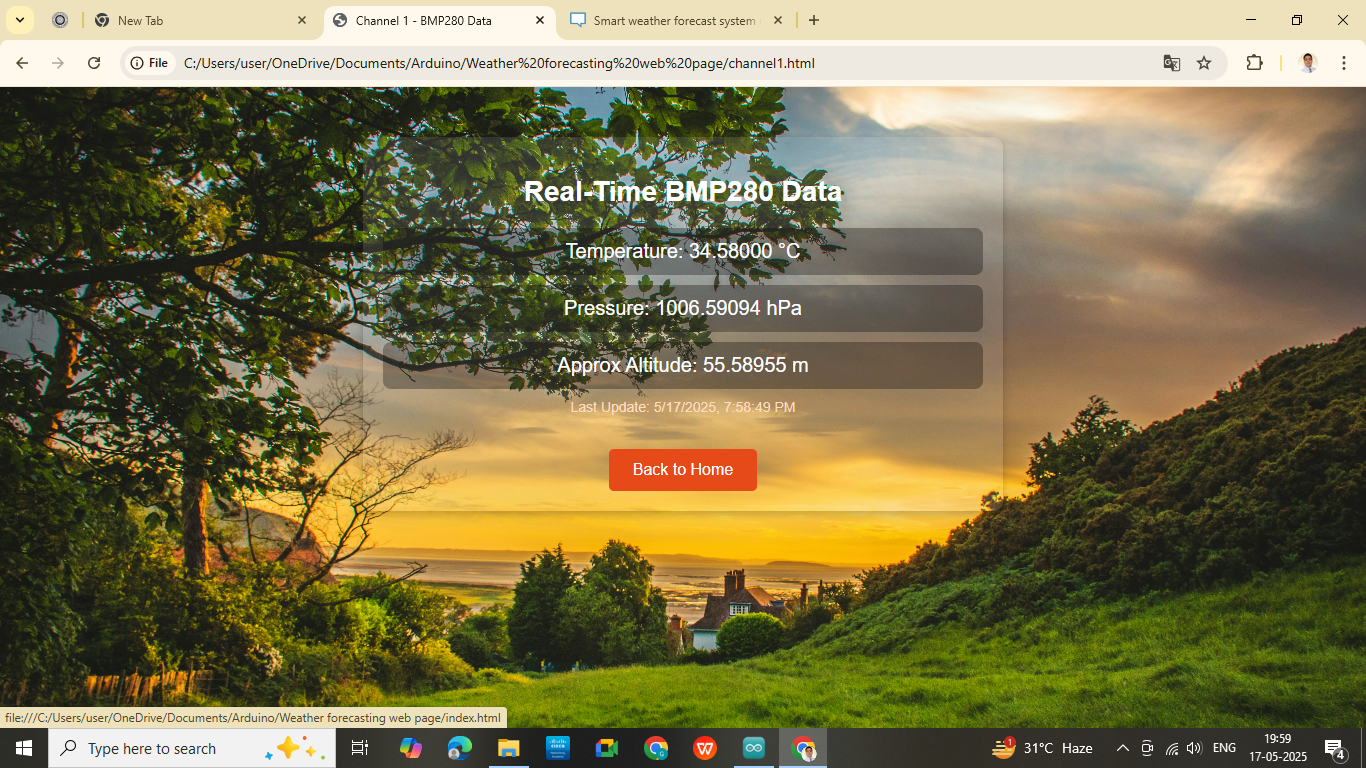 New Tab
Channel 1 - BMP280 Data
Smart weather forecast system
File
C:/Users/user/OneDrive/Documents/Arduino/Weather%20forecasting%20web%20page/channel1.html
Real-Time BMP280 Data
Temperature: 34.58000 °C
Pressure: 1006.59094 hPa
Approx Altitude: 55.58955 m
Last Update: 5/17/2025, 7:58:49 PM
Back to Home
file:///C:/Users/user/OneDrive/Documents/Arduino/Weather forecasting web page/index.html
Type here to search
1
31°C Haze
ENG
19:59
17-05-2025
4